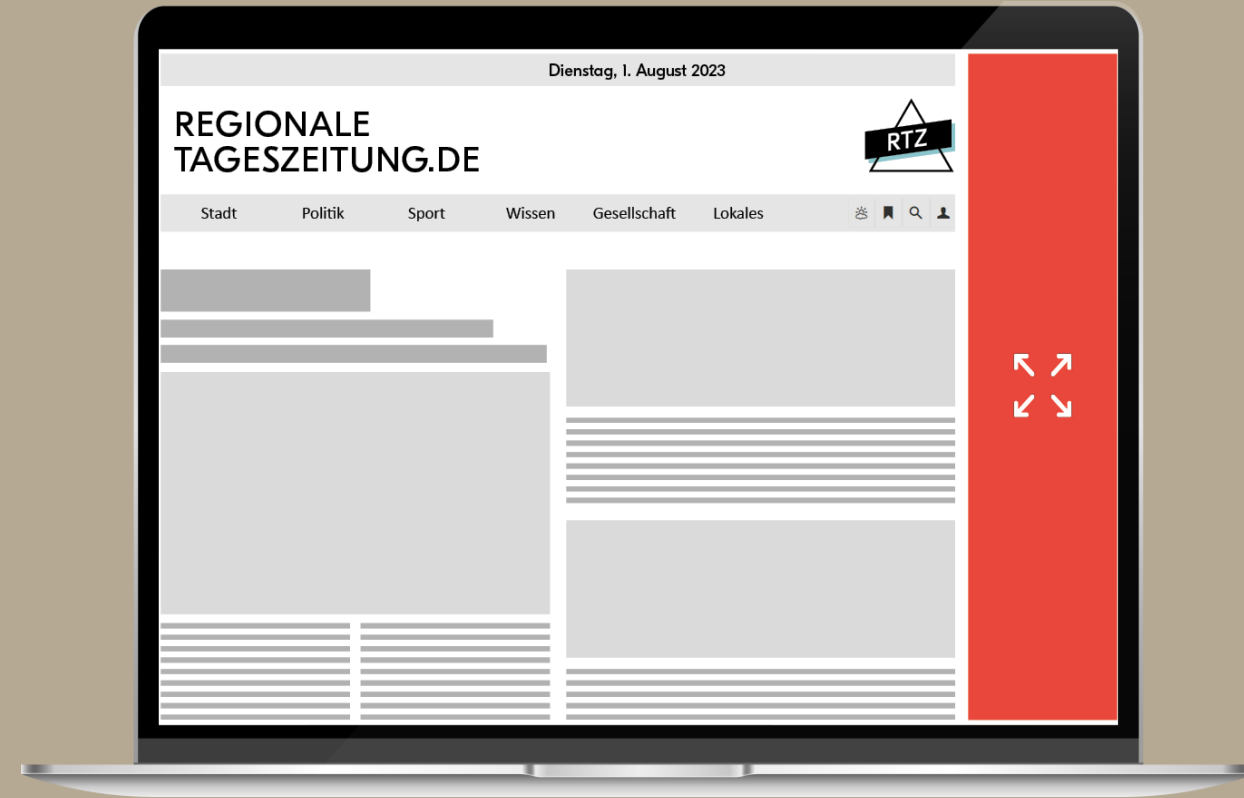 Dienstag, 1. August 2023
REGIONALE
TAGESZEITUNG.DE
RTZ
Stadt Politik Sport Wissen Gesellschaft Lokales